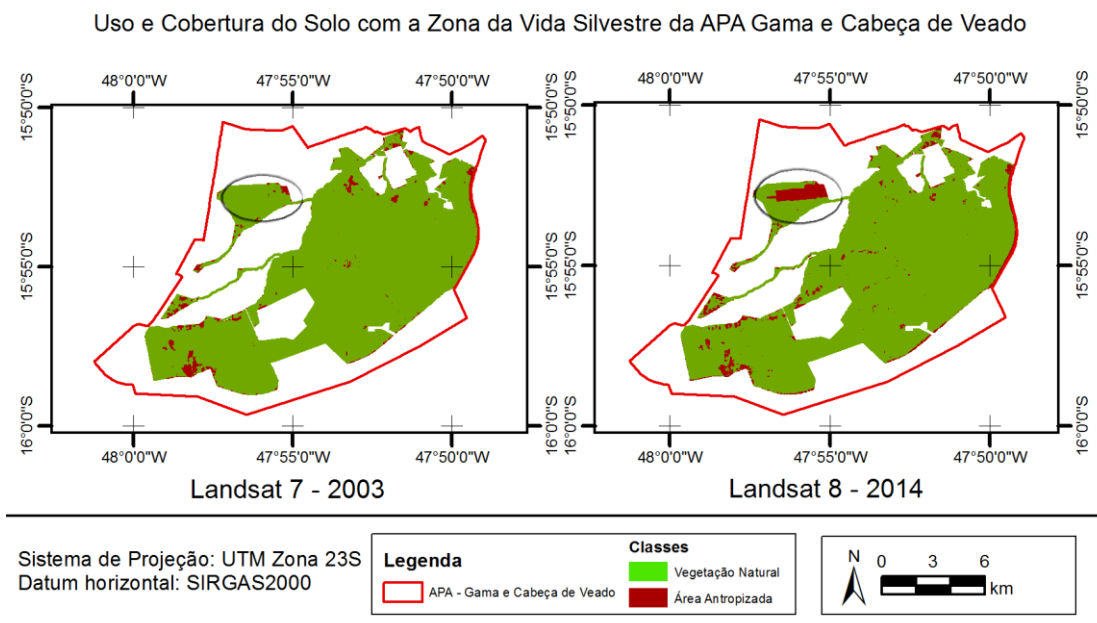 Uso e Cobertura do Solo com a Zona da Vida Silvestre da APA Gama e Cabeça de Veado
48°0'0"W 47°55'0"W 47°50'0"W
48°0'0"W 47°55'0"W 47°50'0"W
15°50'0"S
15°50'0"S
15°50'0"S
15°50'0"S
15°55'0"S
15°55'0"S
15°55'0"S
15°55'0"S
16°0'0"S
16°0'0"S
16°0'0"S
16°0'0"S
48°0'0"W 47°55'0"W 47°50'0"W
48°0'0"W 47°55'0"W 47°50'0"W
Landsat 7 - 2003
Landsat 8 - 2014
Sistema de Projeção: UTM Zona 23S
Datum horizontal: SIRGAS2000
Legenda
APA - Gama e Cabeça de Veado
Classes
Vegetação Natural
Área Antropizada
N
0 3 6
km